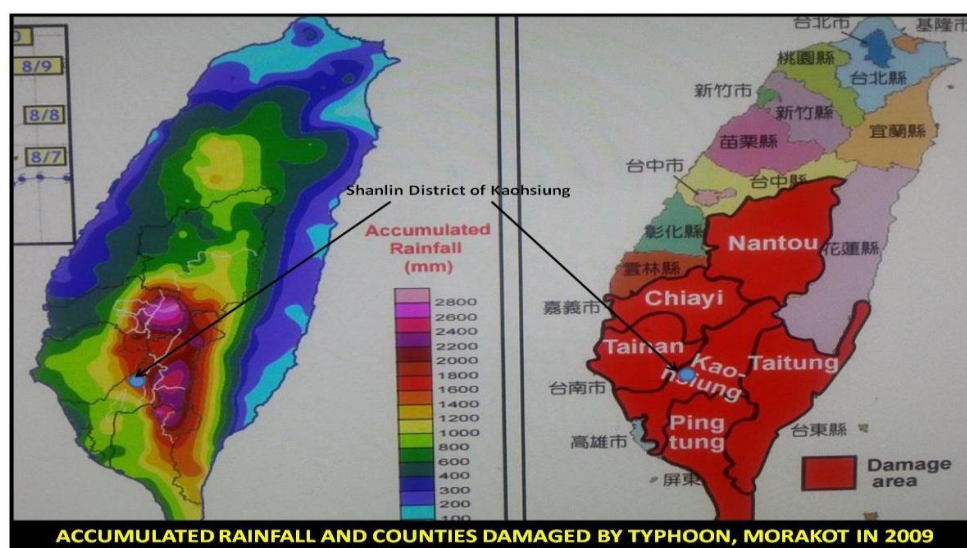 8/9
8/8
8/7
Shanlin District of Kaohsiung
Accumulated
Rainfall
(mm)
2800
2600
2400
2200
2000
1800
1600
1400
1200
1000
800
600
400
300
200
100
台北市
基隆市
桃園縣
台北縣
新竹市
新竹縣
宜蘭縣
苗栗縣
台中市
台中縣
彰化縣
Nantou
花蓮縣
雲林縣
嘉義市
Chiayi
Tainan
Kao-
hsiung
Taitung
台南市
Ping
tung
高雄市
台東縣
屏東
Damage
area
ACCUMULATED RAINFALL AND COUNTIES DAMAGED BY TYPHOON, MORAKOT IN 2009